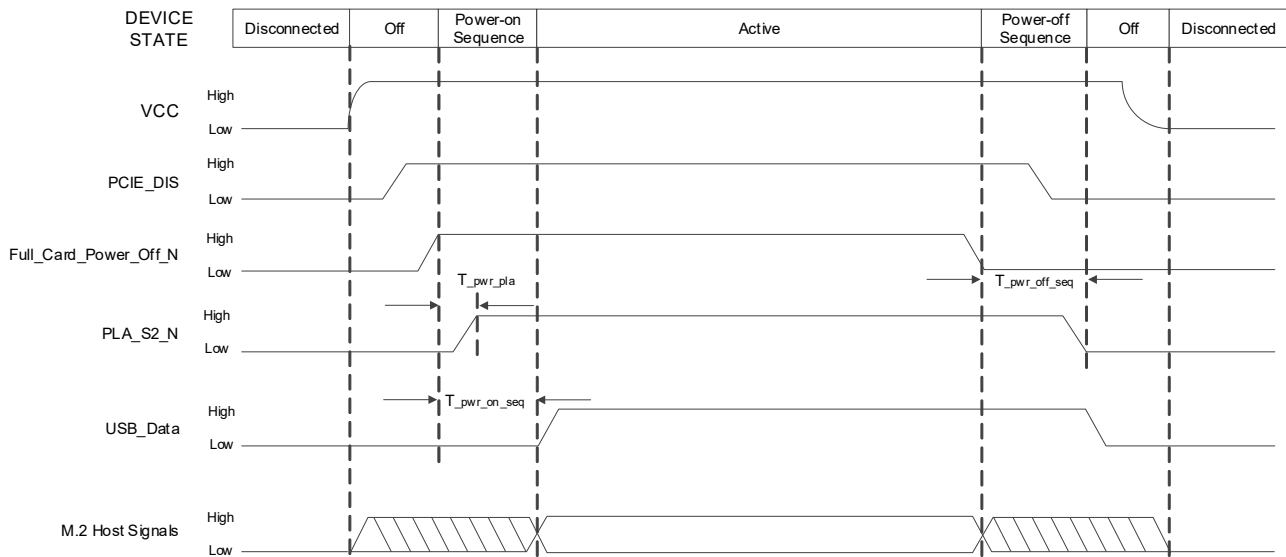 DEVICE
STATE
Disconnected
Off
Power-on
Sequence
Active
Power-off
Sequence
Off
Disconnected
VCC
High
Low
PCIE_DIS
High
Low
Full_Card_Power_Off_N
High
Low
T_pwr_pla
T_pwr_off_seq
PLA_S2_N
High
Low
T_pwr_on_seq
USB_Data
High
Low
M.2 Host Signals
High
Low